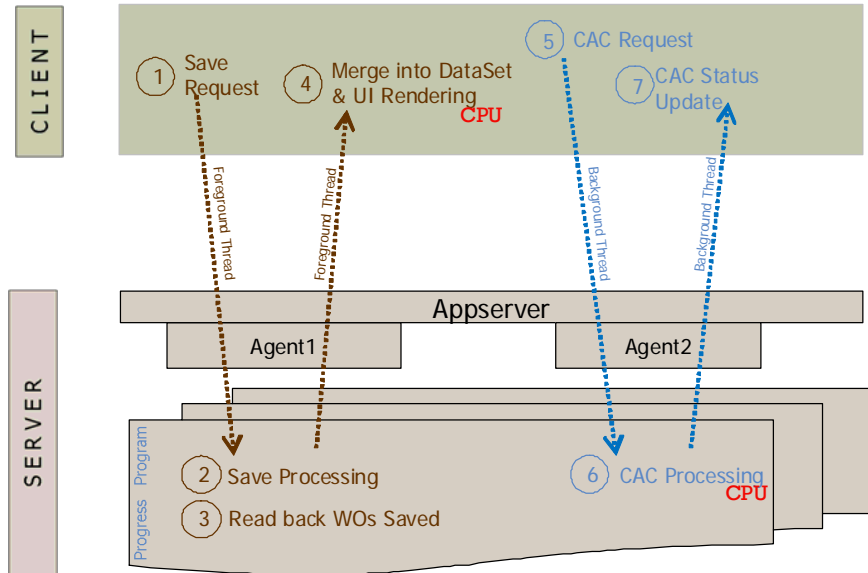 CLIENT
1 Save
Request
4 Merge into DataSet
& UI Rendering
CPU
5 CAC Request
7 CAC Status
Update
Foreground Thread
Foreground Thread
Background Thread
Background Thread
SERVER
Appserver
Agent1
Agent2
Progress Program
2 Save Processing
3 Read back WOs Saved
6 CAC Processing
CPU